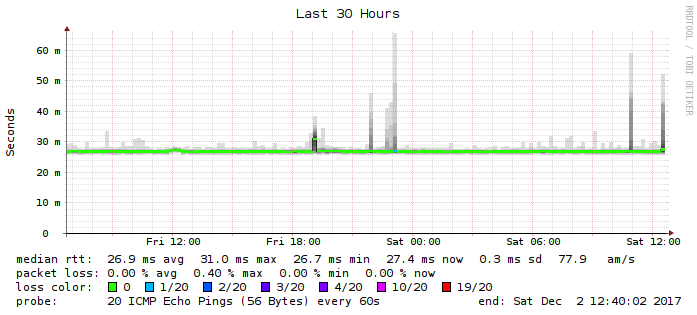 Last 30 Hours
RRDTOOL / TOBI OETIKER
Seconds
60 m
50 m
40 m
30 m
20 m
10 m
0
Fri 12:00 Fri 18:00 Sat 00:00 Sat 06:00 Sat 12:00
median rtt: 26.9 ms avg 31.0 ms max 26.7 ms min 27.4 ms now 0.3 ms sd 77.9 am/s
packet loss: 0.00 % avg 0.40 % max 0.00 % min 0.00 % now
loss color: 0 1/20 2/20 3/20 4/20 10/20 19/20
probe: 20 ICMP Echo Pings (56 Bytes) every 60s end: Sat Dec 2 12:40:02 2017